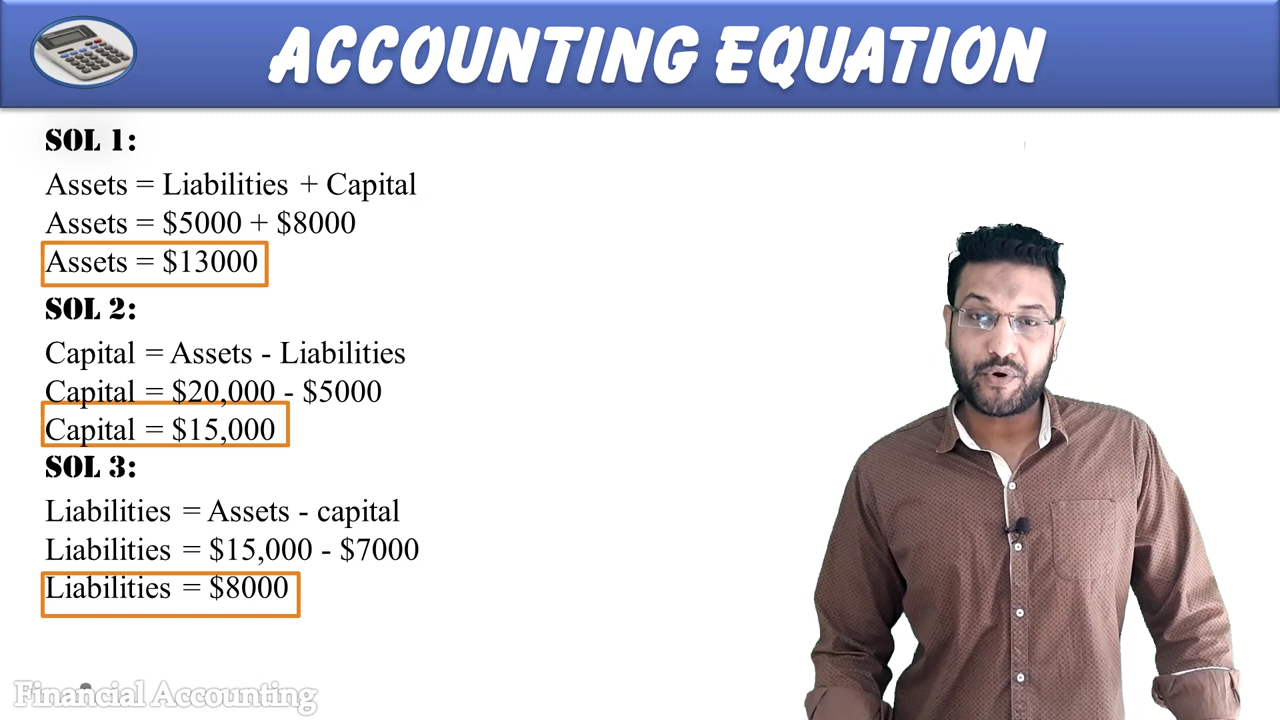 ACCOUNTING EQUATION
SOL 1:
Assets = Liabilities + Capital
Assets = $5000 + $8000
Assets = $13000
SOL 2:
Capital = Assets - Liabilities
Capital = $20,000 - $5000
Capital = $15,000
SOL 3:
Liabilities = Assets - capital
Liabilities = $15,000 - $7000
Liabilities = $8000
Financial Accounting